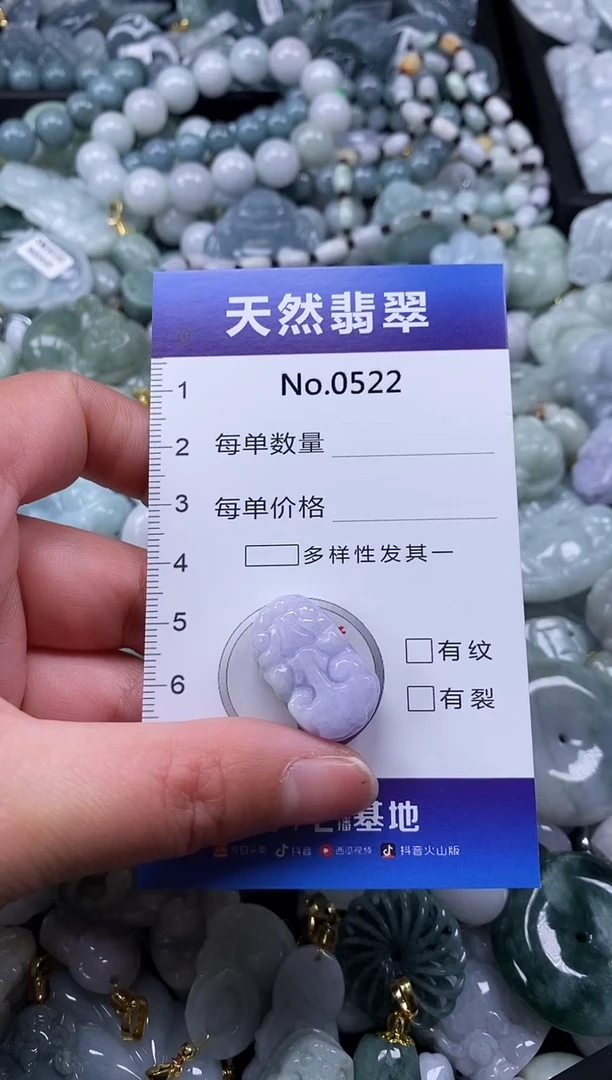 天然翡翠
No.0522
1
2 每单数量
3 每单价格
4 多样性发其一
5
有纹
6
有裂
播基地
抖音 西瓜视频 抖音火山版